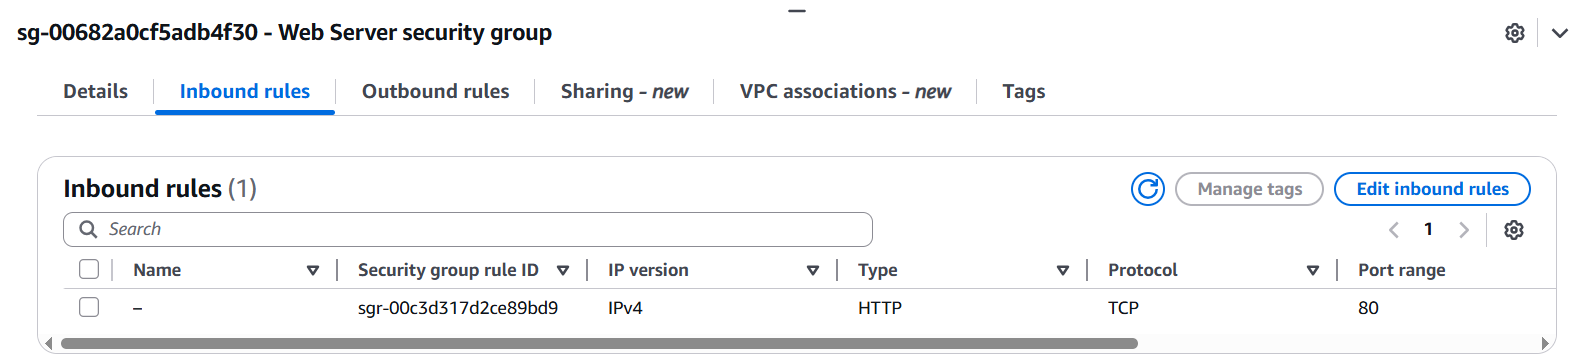 sg-00682a0cf5adb4f30 - Web Server security group
Details Inbound rules Outbound rules Sharing - new VPC associations - new Tags
Inbound rules (1) Manage tags Edit inbound rules
Search 1
Name Security group rule ID IP version Type Protocol Port range
– sgr-00c3d317d2ce89bd9 IPv4 HTTP TCP 80